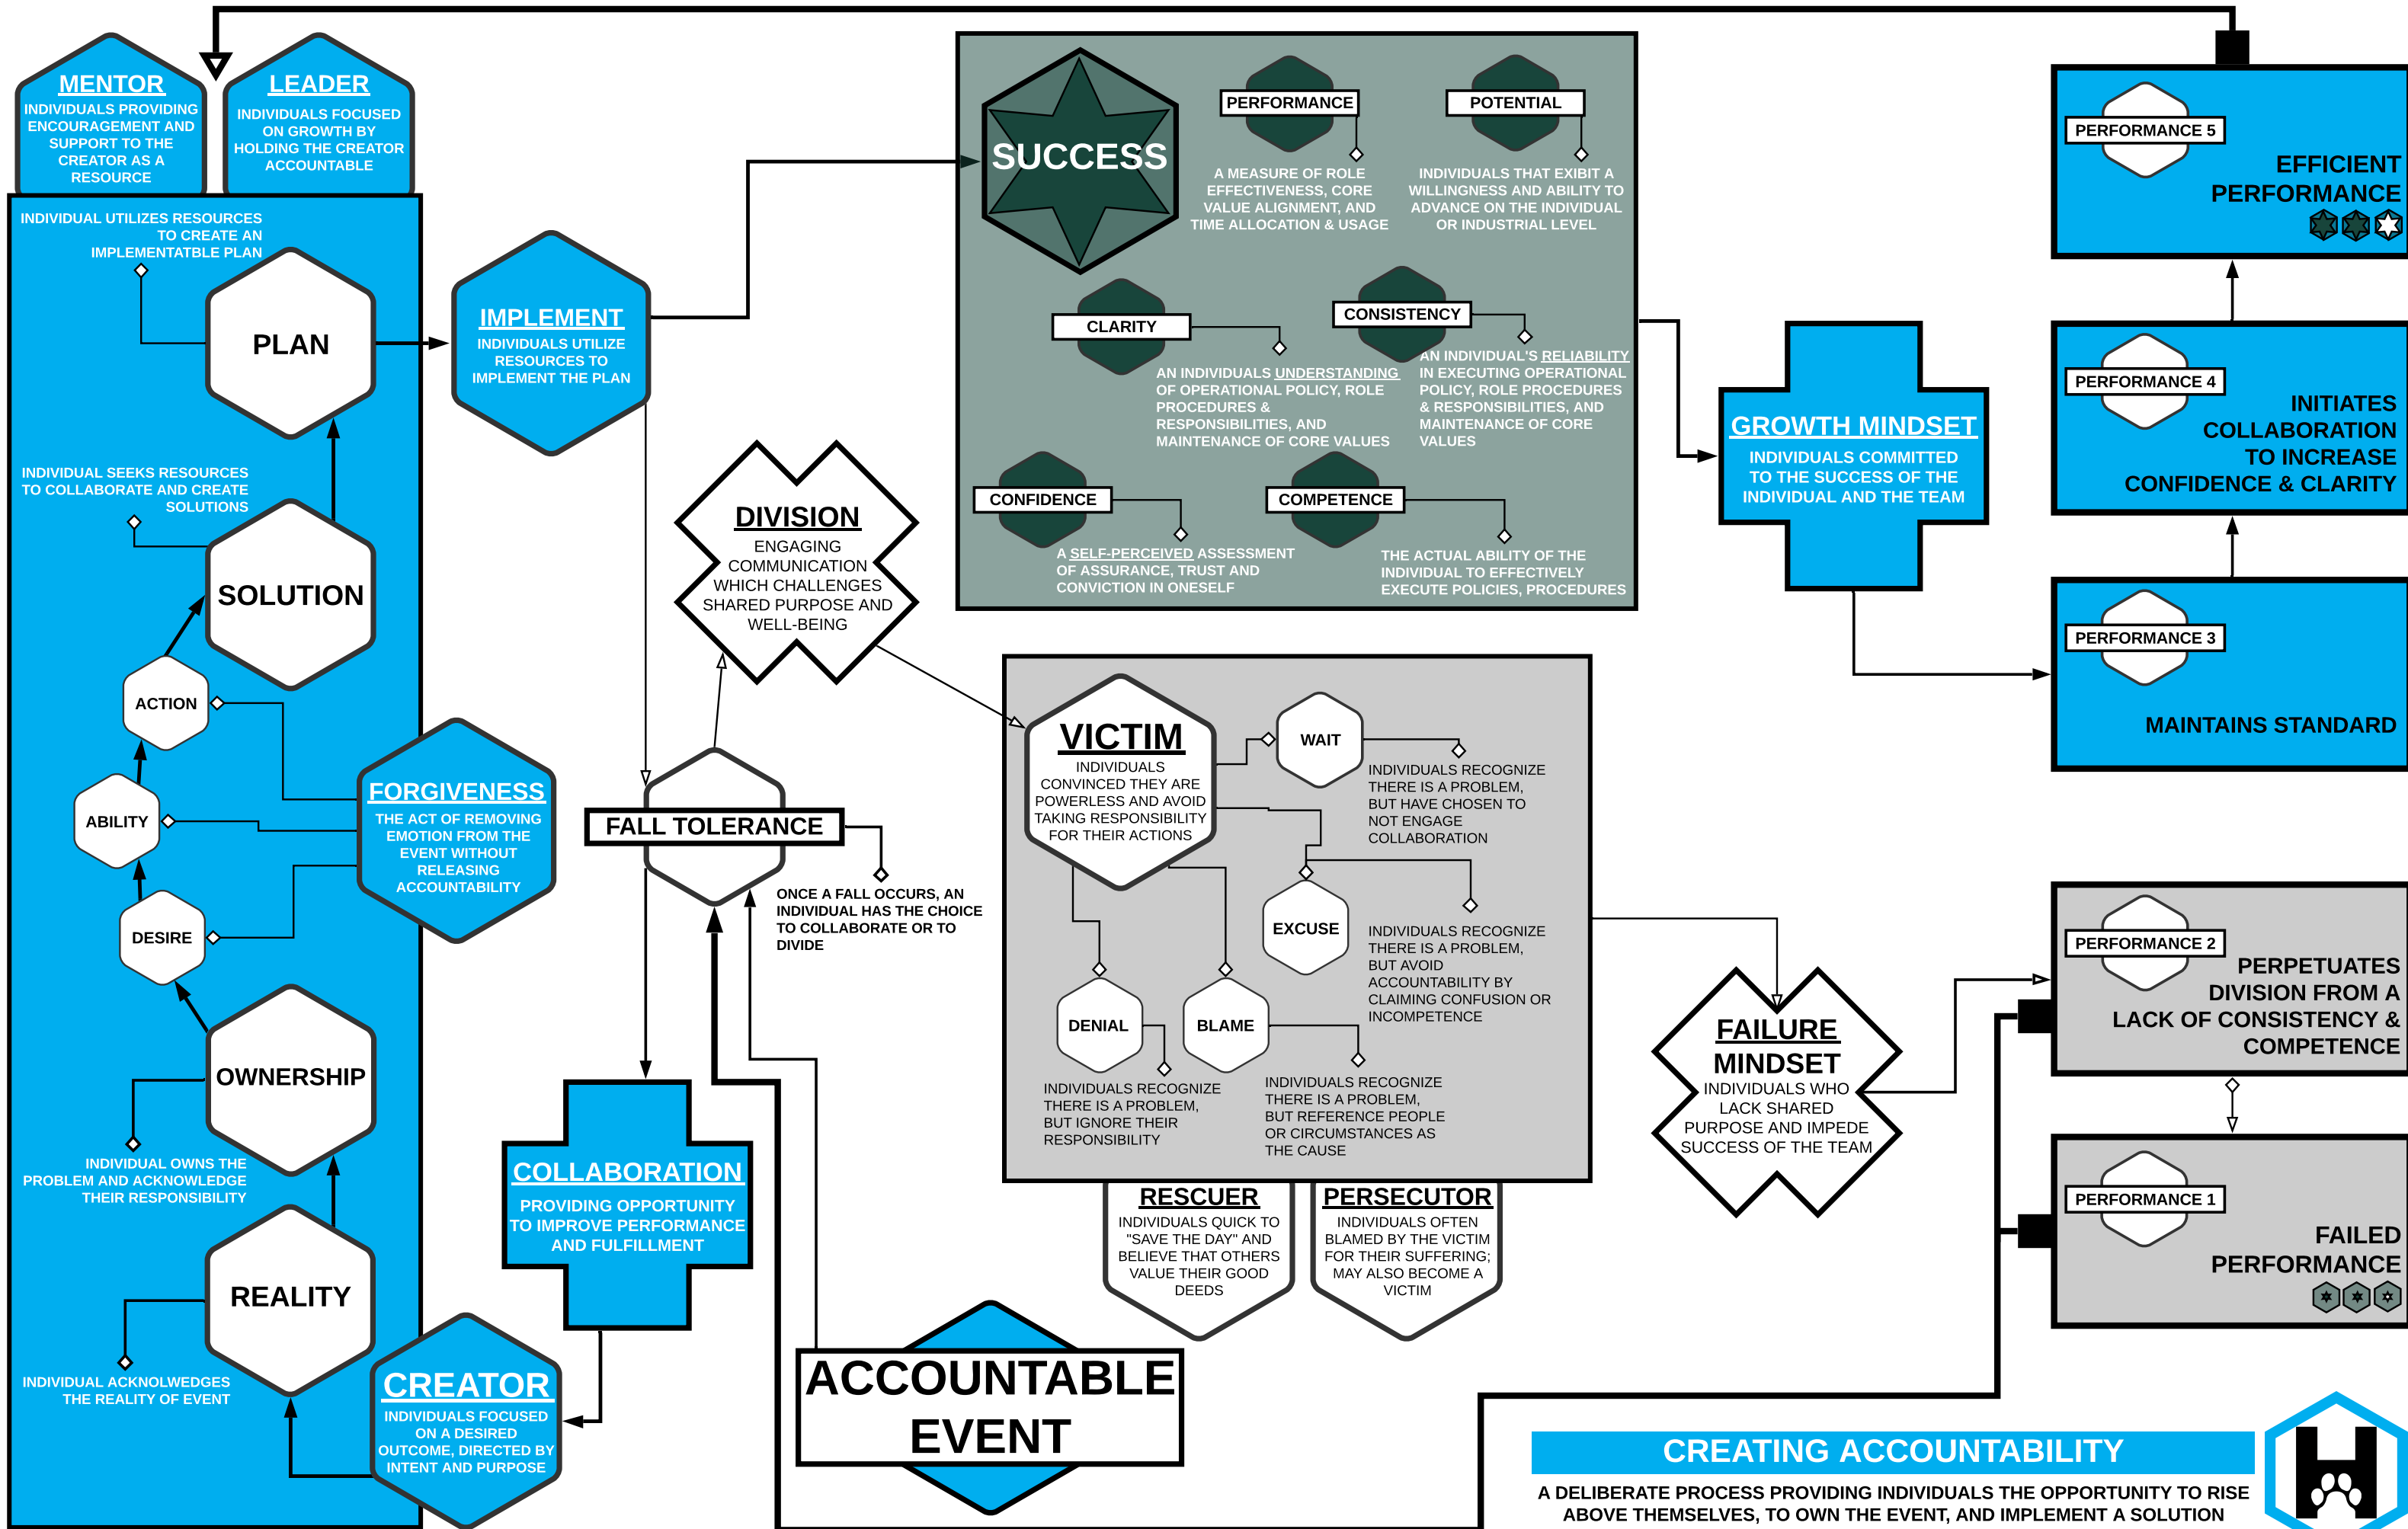 MENTOR
INDIVIDUALS PROVIDING
ENCOURAGEMENT AND
SUPPORT TO THE
CREATOR AS A
RESOURCE
LEADER
INDIVIDUALS FOCUSED
ON GROWTH BY
HOLDING THE CREATOR
ACCOUNTABLE
INDIVIDUAL UTILIZES RESOURCES
TO CREATE AN
IMPLEMENTATBLE PLAN
PLAN
INDIVIDUAL SEEKS RESOURCES
TO COLLABORATE AND CREATE
SOLUTIONS
SOLUTION
ACTION
ABILITY
DESIRE
OWNERSHIP
INDIVIDUAL OWNS THE
PROBLEM AND ACKNOWLEDGE
THEIR RESPONSIBILITY
REALITY
INDIVIDUAL ACKNOLWEDGES
THE REALITY OF EVENT
FORGIVENESS
THE ACT OF REMOVING
EMOTION FROM THE
EVENT WITHOUT
RELEASING
ACCOUNTABILITY
CREATOR
INDIVIDUALS FOCUSED
ON A DESIRED
OUTCOME, DIRECTED BY
INTENT AND PURPOSE
IMPLEMENT
INDIVIDUALS UTILIZE
RESOURCES TO
IMPLEMENT THE PLAN
DIVISION
ENGAGING
COMMUNICATION
WHICH CHALLENGES
SHARED PURPOSE AND
WELL-BEING
FALL TOLERANCE
ONCE A FALL OCCURS, AN
INDIVIDUAL HAS THE CHOICE
TO COLLABORATE OR TO
DIVIDE
COLLABORATION
PROVIDING OPPORTUNITY
TO IMPROVE PERFORMANCE
AND FULFILLMENT
ACCOUNTABLE
EVENT
SUCCESS
PERFORMANCE
A MEASURE OF ROLE
EFFECTIVENESS, CORE
VALUE ALIGNMENT, AND
TIME ALLOCATION & USAGE
POTENTIAL
INDIVIDUALS THAT EXIBIT A
WILLINGNESS AND ABILITY TO
ADVANCE ON THE INDIVIDUAL
OR INDUSTRIAL LEVEL
CLARITY
AN INDIVIDUALS UNDERSTANDING
OF OPERATIONAL POLICY, ROLE
PROCEDURES &
RESPONSIBILITIES, AND
MAINTENANCE OF CORE VALUES
CONSISTENCY
AN INDIVIDUAL'S RELIABILITY
IN EXECUTING OPERATIONAL
POLICY, ROLE PROCEDURES
& RESPONSIBILITIES, AND
MAINTENANCE OF CORE
VALUES
CONFIDENCE
A SELF-PERCEIVED ASSESSMENT
OF ASSURANCE, TRUST AND
CONVICTION IN ONESELF
COMPETENCE
THE ACTUAL ABILITY OF THE
INDIVIDUAL TO EFFECTIVELY
EXECUTE POLICIES, PROCEDURES
VICTIM
INDIVIDUALS
CONVINCED THEY ARE
POWERLESS AND AVOID
TAKING RESPONSIBILITY
FOR THEIR ACTIONS
WAIT
INDIVIDUALS RECOGNIZE
THERE IS A PROBLEM,
BUT HAVE CHOSEN TO
NOT ENGAGE
COLLABORATION
EXCUSE
INDIVIDUALS RECOGNIZE
THERE IS A PROBLEM,
BUT AVOID
ACCOUNTABILITY BY
CLAIMING CONFUSION OR
INCOMPETENCE
DENIAL
INDIVIDUALS RECOGNIZE
THERE IS A PROBLEM,
BUT IGNORE THEIR
RESPONSIBILITY
BLAME
INDIVIDUALS RECOGNIZE
THERE IS A PROBLEM,
BUT REFERENCE PEOPLE
OR CIRCUMSTANCES AS
THE CAUSE
RESCUER
INDIVIDUALS QUICK TO
"SAVE THE DAY" AND
BELIEVE THAT OTHERS
VALUE THEIR GOOD
DEEDS
PERSECUTOR
INDIVIDUALS OFTEN
BLAMED BY THE VICTIM
FOR THEIR SUFFERING;
MAY ALSO BECOME A
VICTIM
GROWTH MINDSET
INDIVIDUALS COMMITTED
TO THE SUCCESS OF THE
INDIVIDUAL AND THE TEAM
FAILURE
MINDSET
INDIVIDUALS WHO
LACK SHARED
PURPOSE AND IMPEDE
SUCCESS OF THE TEAM
PERFORMANCE 5
EFFICIENT
PERFORMANCE
PERFORMANCE 4
INITIATES
COLLABORATION
TO INCREASE
CONFIDENCE & CLARITY
PERFORMANCE 3
MAINTAINS STANDARD
PERFORMANCE 2
PERPETUATES
DIVISION FROM A
LACK OF CONSISTENCY &
COMPETENCE
PERFORMANCE 1
FAILED
PERFORMANCE
CREATING ACCOUNTABILITY
A DELIBERATE PROCESS PROVIDING INDIVIDUALS THE OPPORTUNITY TO RISE
ABOVE THEMSELVES, TO OWN THE EVENT, AND IMPLEMENT A SOLUTION
H